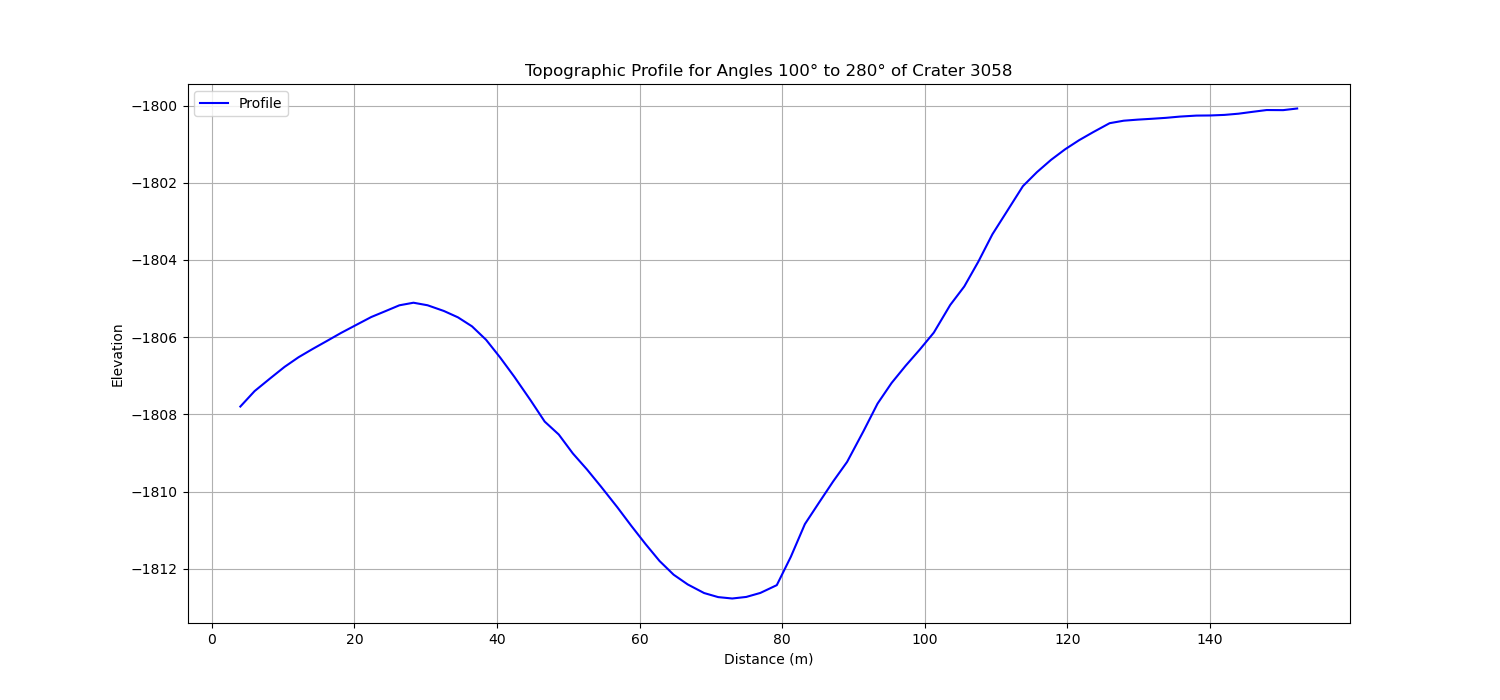 Topographic Profile for Angles 100° to 280° of Crater 3058
Profile
−1800
−1802
−1804
−1806
−1808
−1810
−1812
Elevation
0 20 40 60 80 100 120 140
Distance (m)